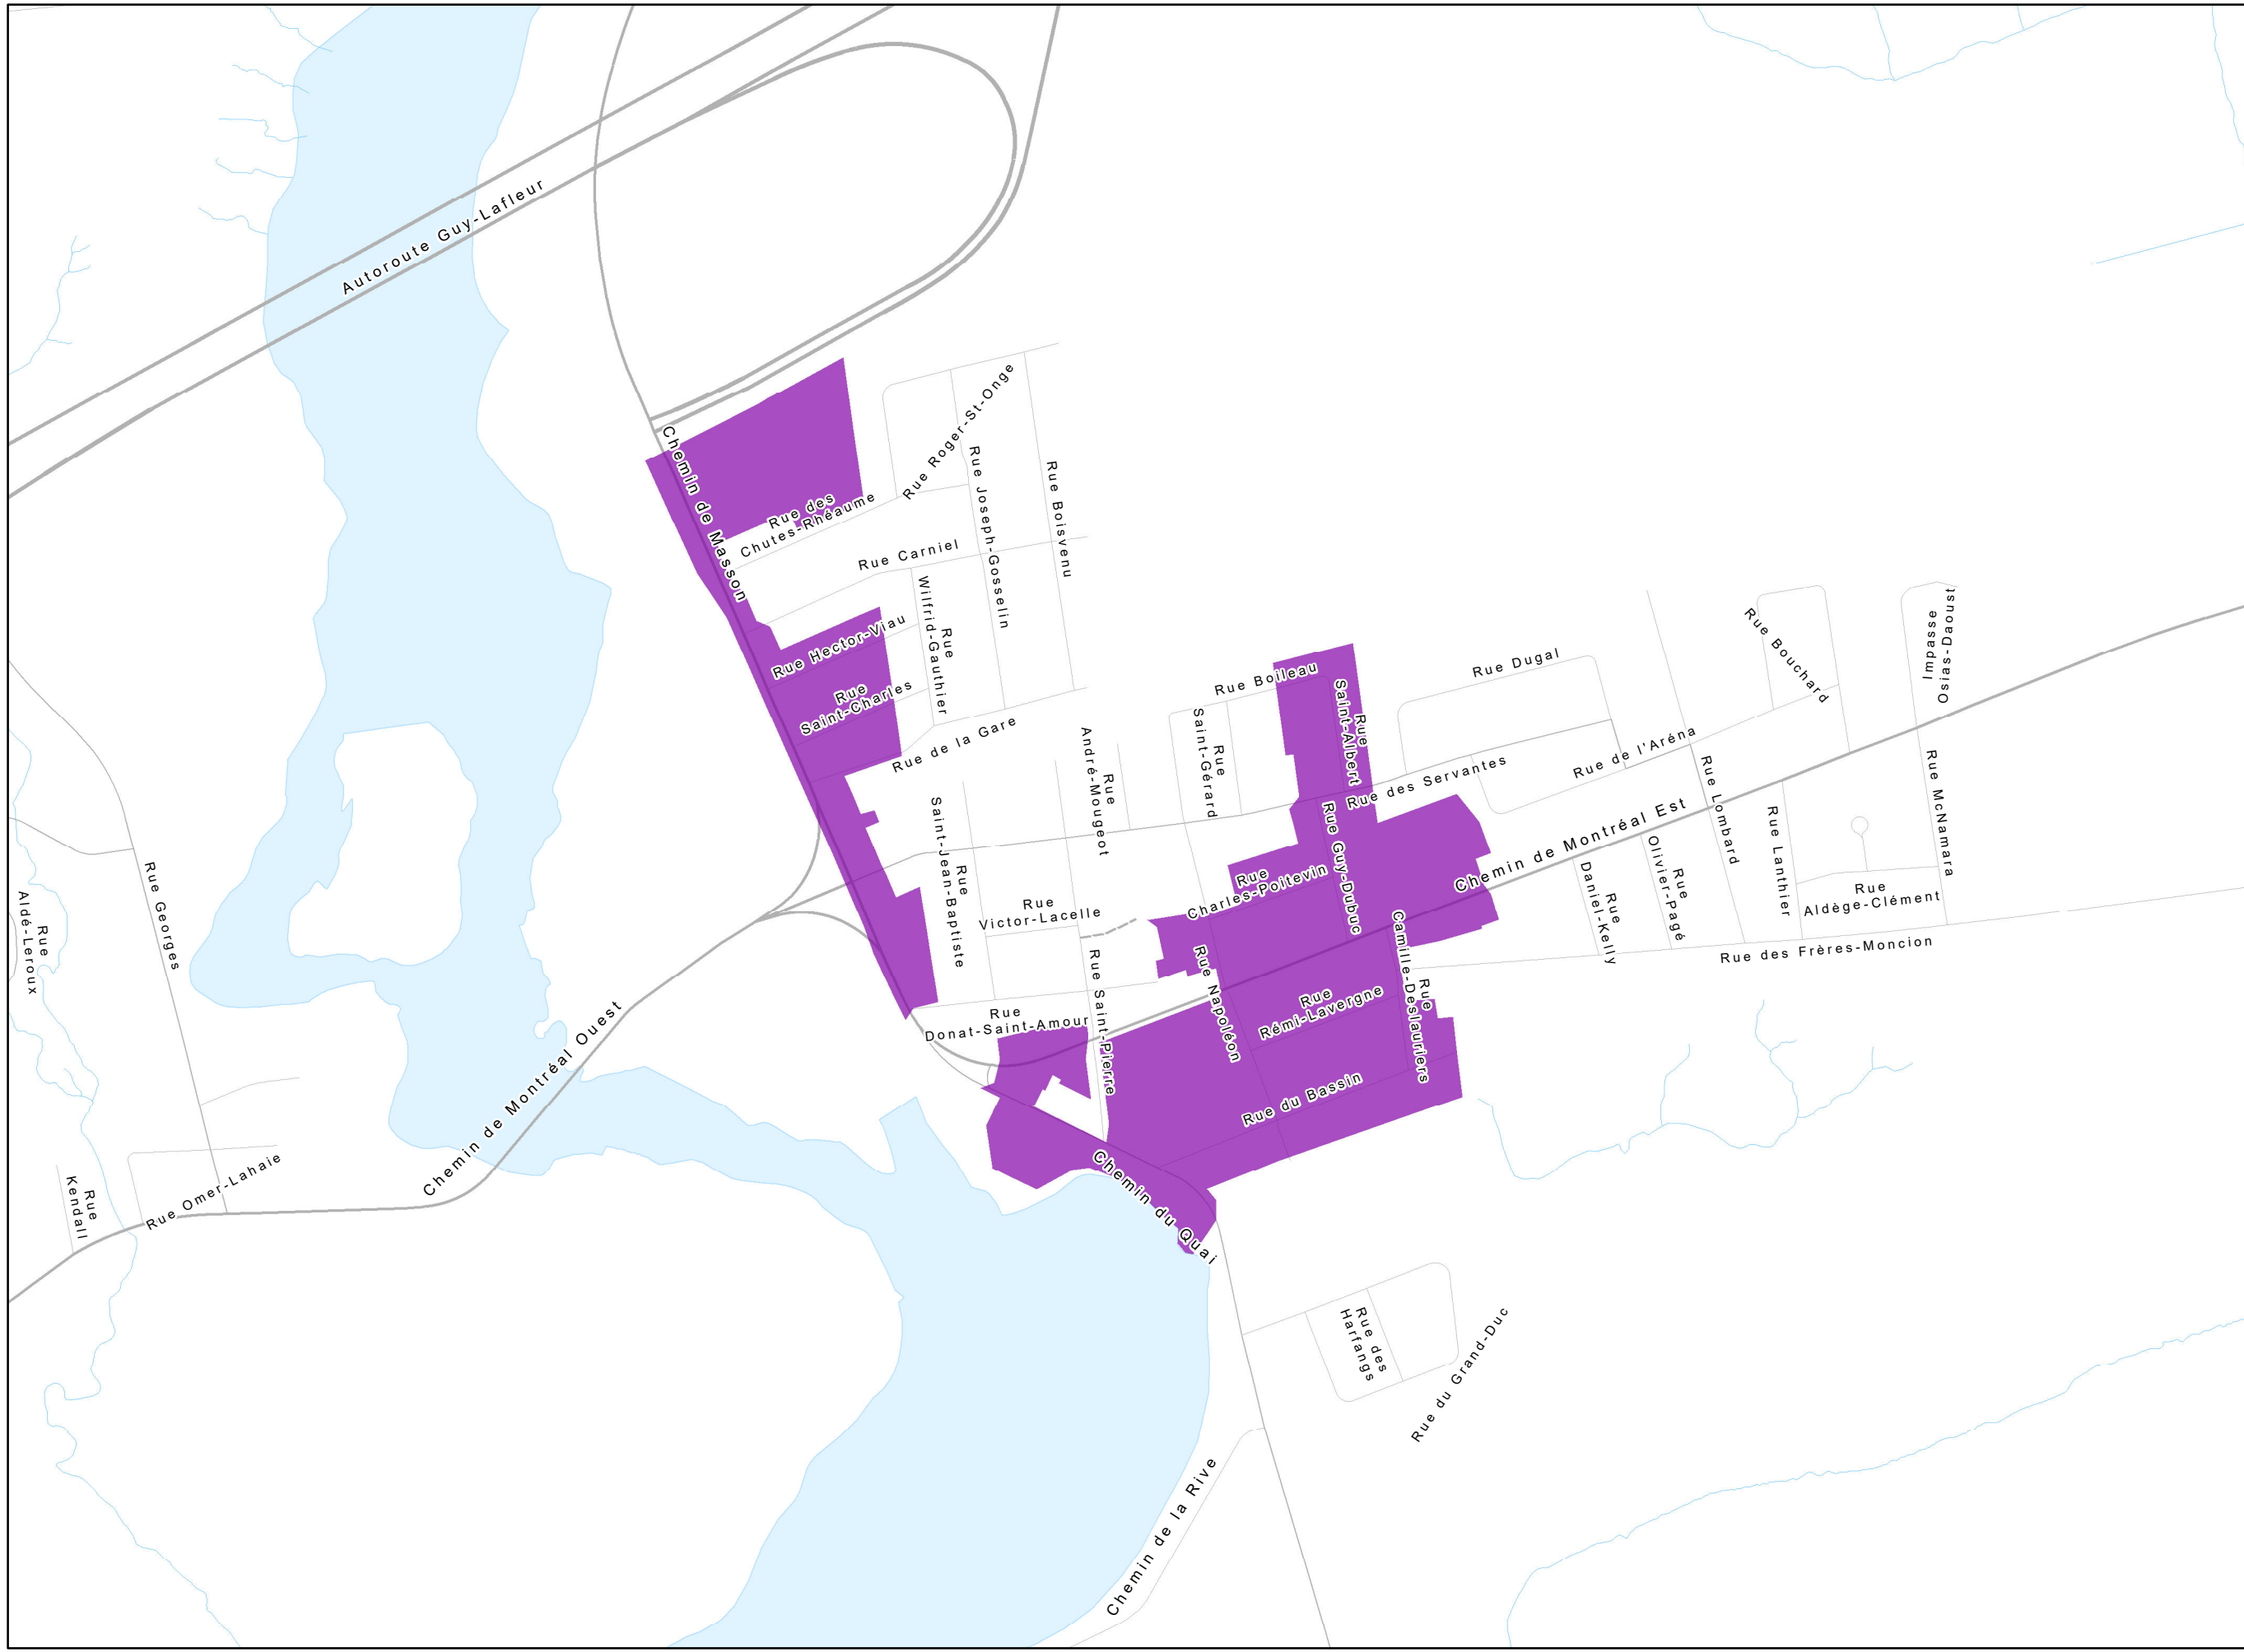 Autoroute Guy-Lafleur
Chemin de Masson
Rue des
Chutes-Rhéaume
Rue Roger-St-Onge
Rue Joseph-Gosselin
Rue Boisvenu
Rue Carniel
Rue
Wilfrid-Gauthier
Rue Hector-Viau
Rue
Saint-Charles
Rue de la Gare
Rue
André-Mougeot
Rue
Saint-Gérard
Rue Boileau
Rue
Saint-Albert
Rue Dugal
Rue des Servantes
Rue de l'Aréna
Rue Bouchard
Impasse
Osias-Daoust
Rue McNamara
Rue Lombard
Rue Lanthier
Rue
Aldège-Clément
Rue
Olivier-Pagé
Rue
Daniel-Kelly
Rue des Frères-Moncion
Chemin de Montréal Est
Rue Guy-Dubuc
Rue
Charles-Poitevin
Rue
Saint-Jean-Baptiste
Rue
Victor-Lacelle
Rue Saint-Pierre
Rue
Donat-Saint-Amour
Rue Napoléon
Rue
Rémi-Lavergne
Rue
Camille-Deslauriers
Rue du Bassin
Chemin du Quai
Rue Georges
Rue
Aldé-Leroux
Chemin de Montréal Ouest
Rue Omer-Lahaie
Rue
Kendall
Rue des
Harfangs
Rue du Grand-Duc
Chemin de la Rive